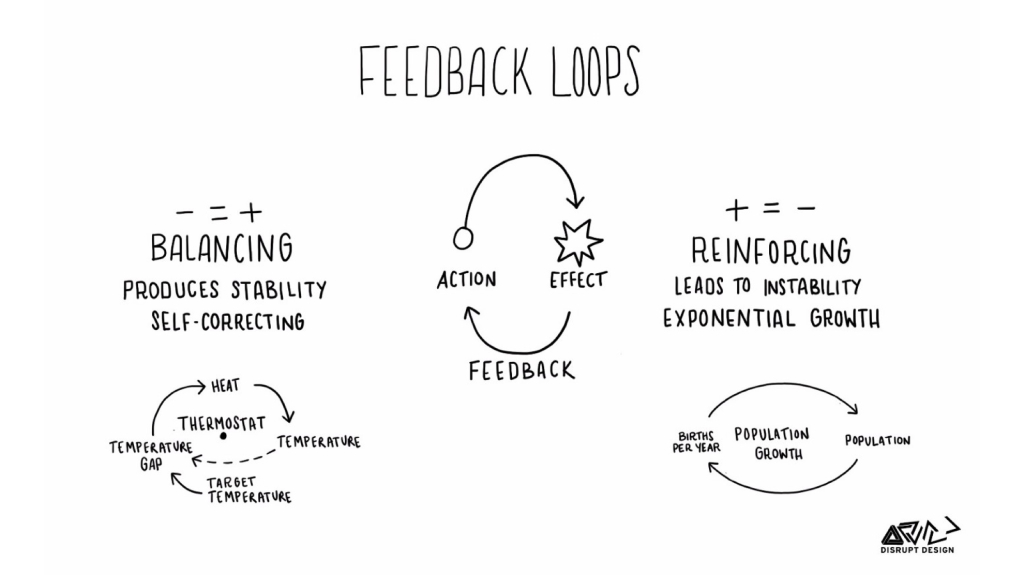 FEEDBACK LOOPS
- = +
BALANCING
PRODUCES STABILITY
SELF-CORRECTING
ACTION
EFFECT
FEEDBACK
+ = -
REINFORCING
LEADS TO INSTABILITY
EXPONENTIAL GROWTH
HEAT
THERMOSTAT
TEMPERATURE
GAP
TEMPERATURE
TARGET
TEMPERATURE
BIRTHS
PER YEAR
POPULATION
GROWTH
POPULATION
DISRUPT DESIGN